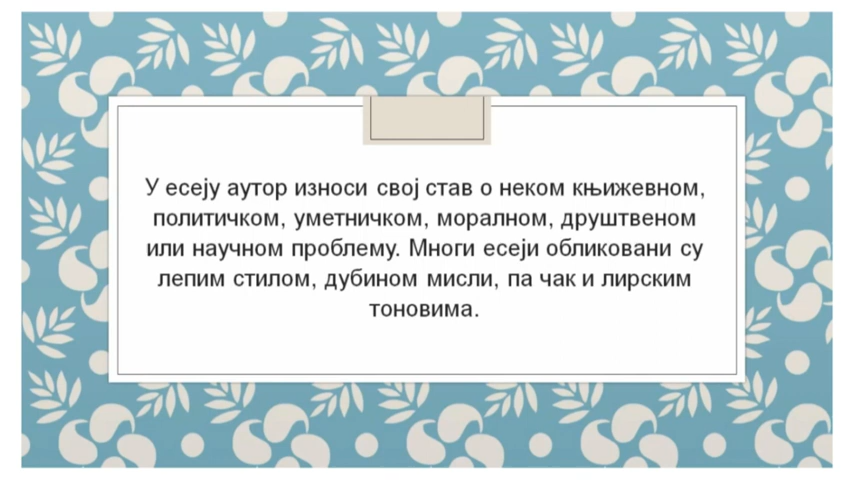 У есеју аутор износи свој став о неком књижевном,
политичком, уметничком, моралном, друштвеном
или научном проблему. Многи есеји обликовани су
лепим стилом, дубином мисли, па чак и лирским
тоновима.